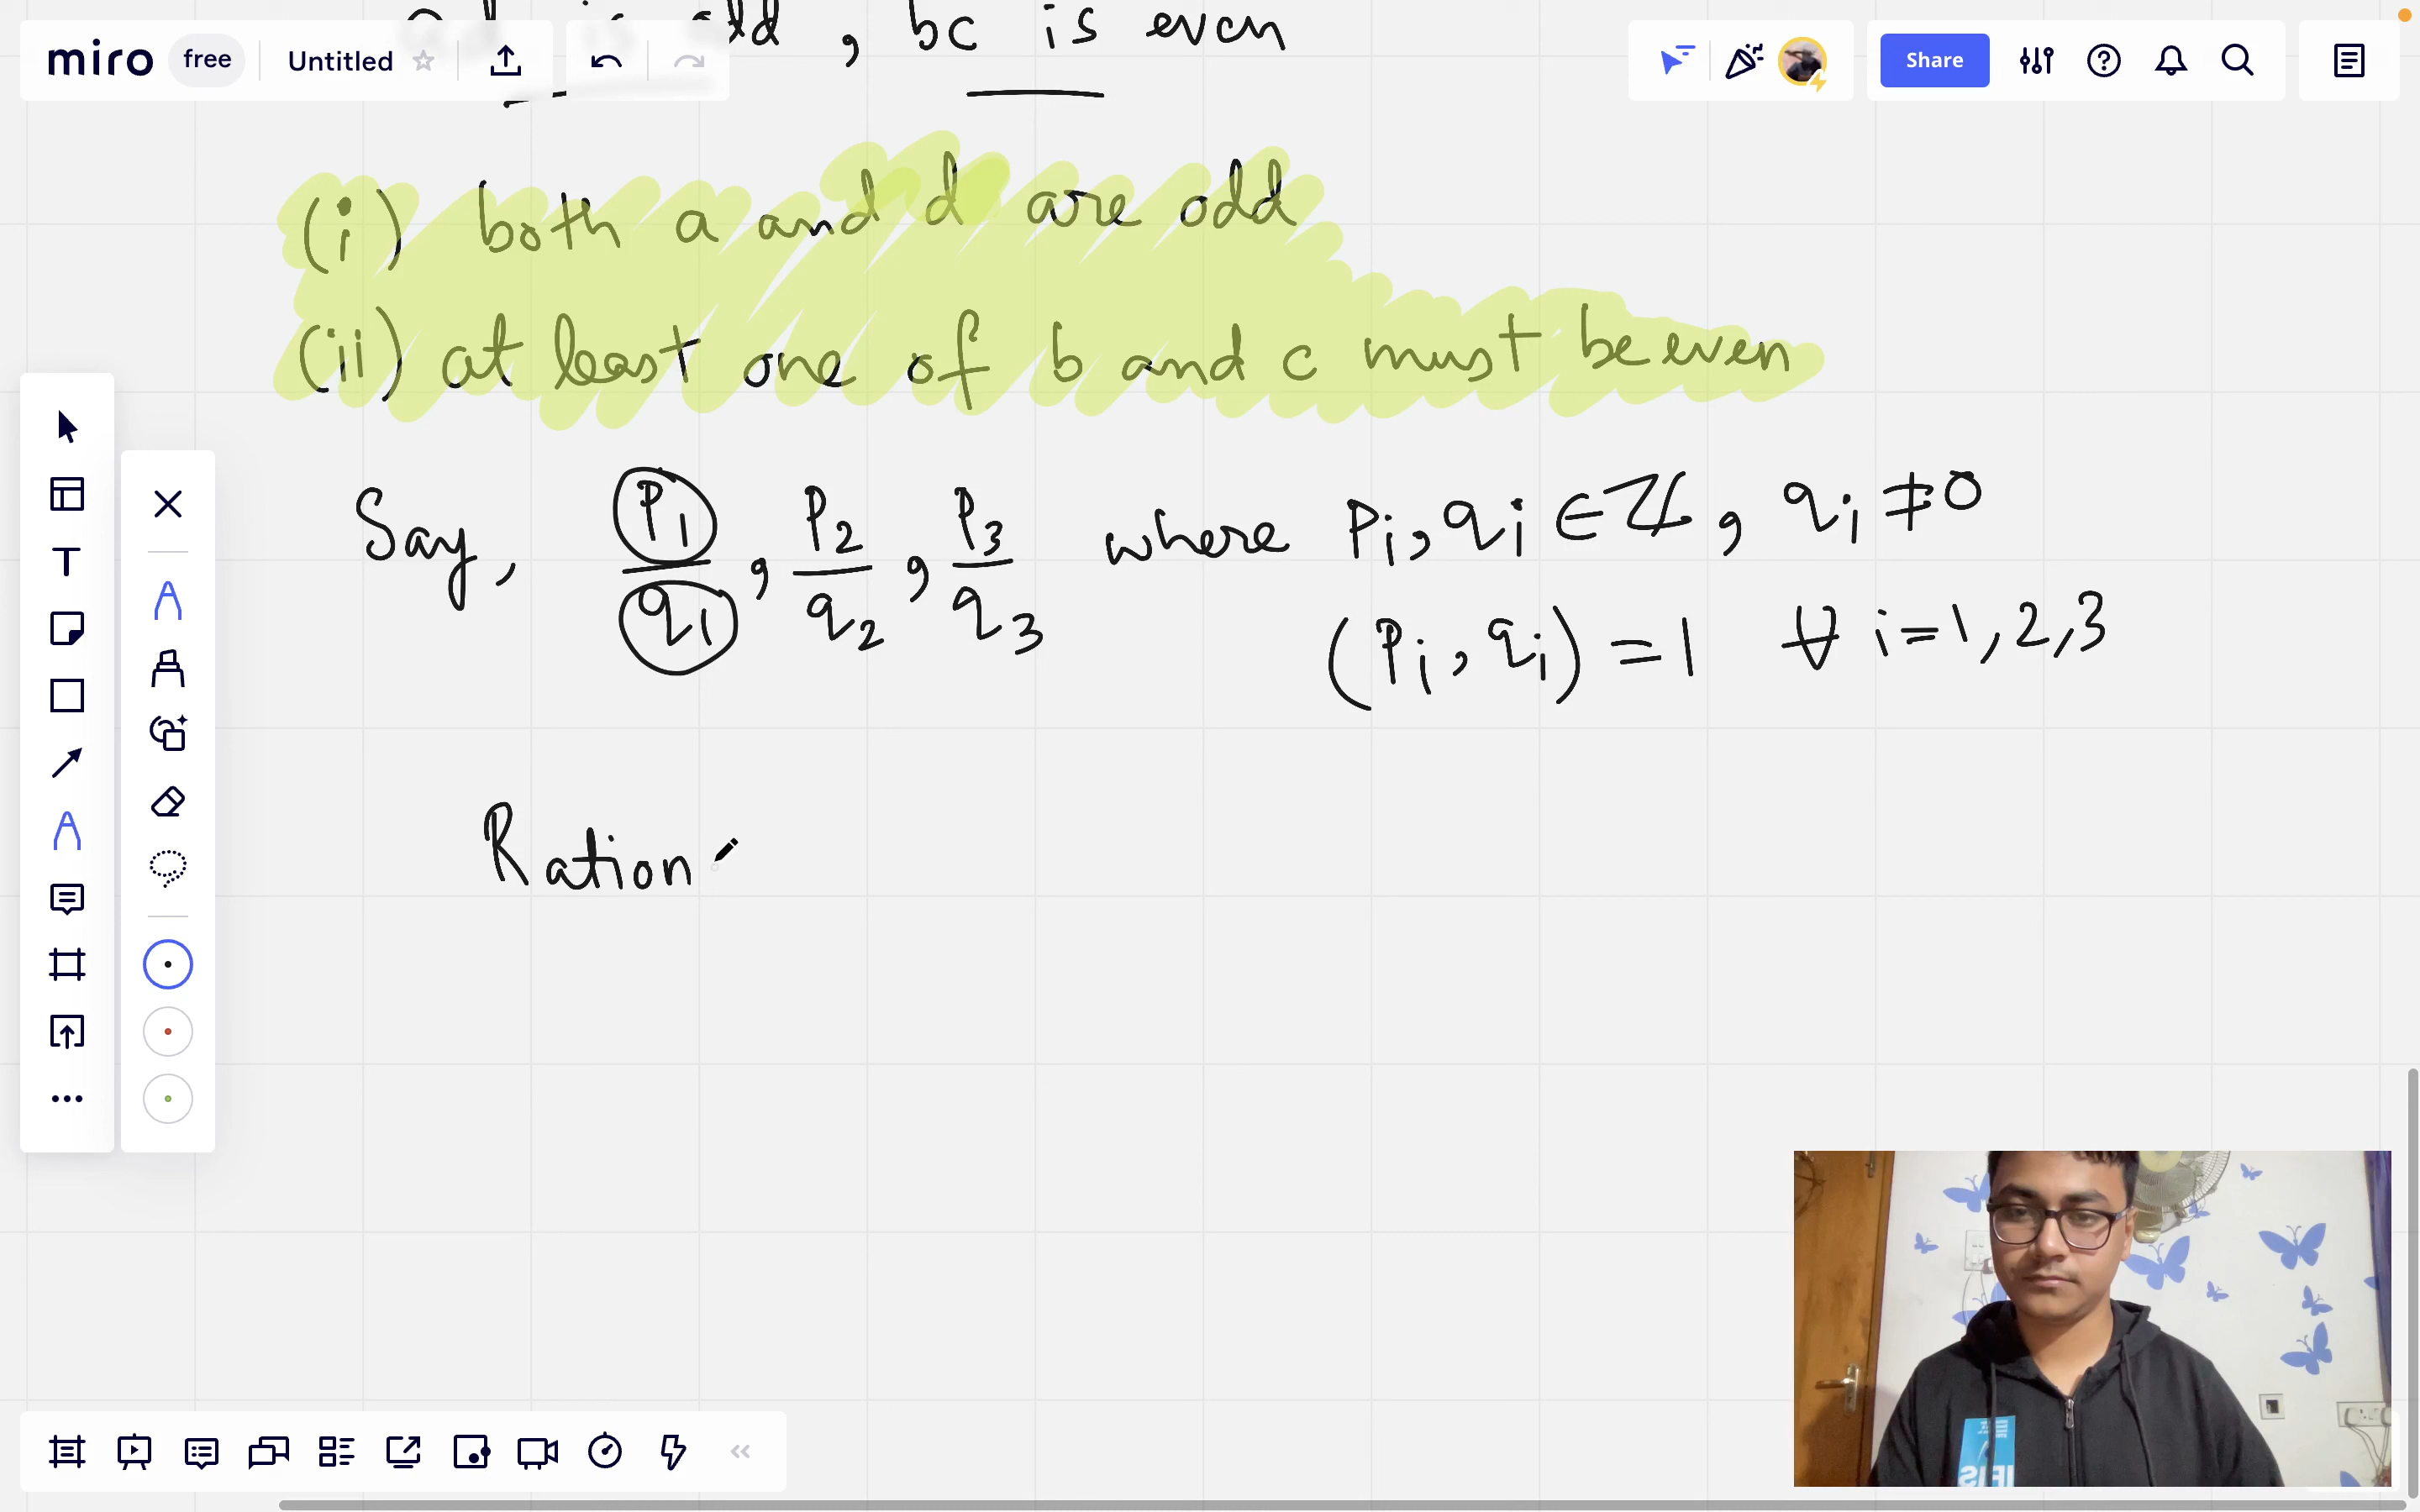 is odd, bc is even
miro free Untitled Share
(i) both a and d are odd
(ii) at least one of b and c must be even
Say, p₁/q₁, p₂/q₂, p₃/q₃ where pᵢ, qᵢ ∈ ℤ, qᵢ ≠ 0
(pᵢ, qᵢ) = 1 ∀ i = 1, 2, 3
T
Ration